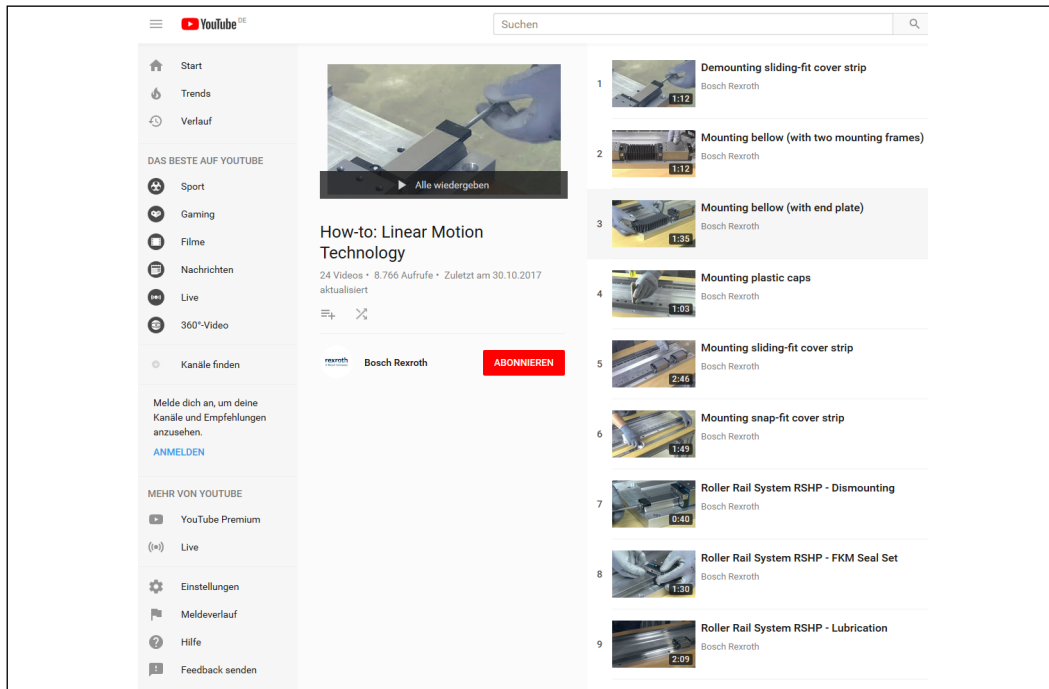 YouTube DE
Suchen
Start
Trends
Verlauf
DAS BESTE AUF YOUTUBE
Sport
Gaming
Filme
Nachrichten
Live
360°-Video
Kanäle finden
Melde dich an, um deine
Kanäle und Empfehlungen
anzusehen.
ANMELDEN
MEHR VON YOUTUBE
YouTube Premium
Live
Einstellungen
Meldeverlauf
Hilfe
Feedback senden
Alle wiedergeben
How-to: Linear Motion
Technology
24 Videos • 8.766 Aufrufe • Zuletzt am 30.10.2017
aktualisiert
rexroth
Bosch Rexroth
ABONNIEREN
1
Demounting sliding-fit cover strip
Bosch Rexroth
1:12
2
Mounting bellow (with two mounting frames)
Bosch Rexroth
1:12
3
Mounting bellow (with end plate)
Bosch Rexroth
1:35
4
Mounting plastic caps
Bosch Rexroth
1:03
5
Mounting sliding-fit cover strip
Bosch Rexroth
2:46
6
Mounting snap-fit cover strip
Bosch Rexroth
1:49
7
Roller Rail System RSHP - Dismounting
Bosch Rexroth
0:40
8
Roller Rail System RSHP - FKM Seal Set
Bosch Rexroth
1:30
9
Roller Rail System RSHP - Lubrication
Bosch Rexroth
2:09